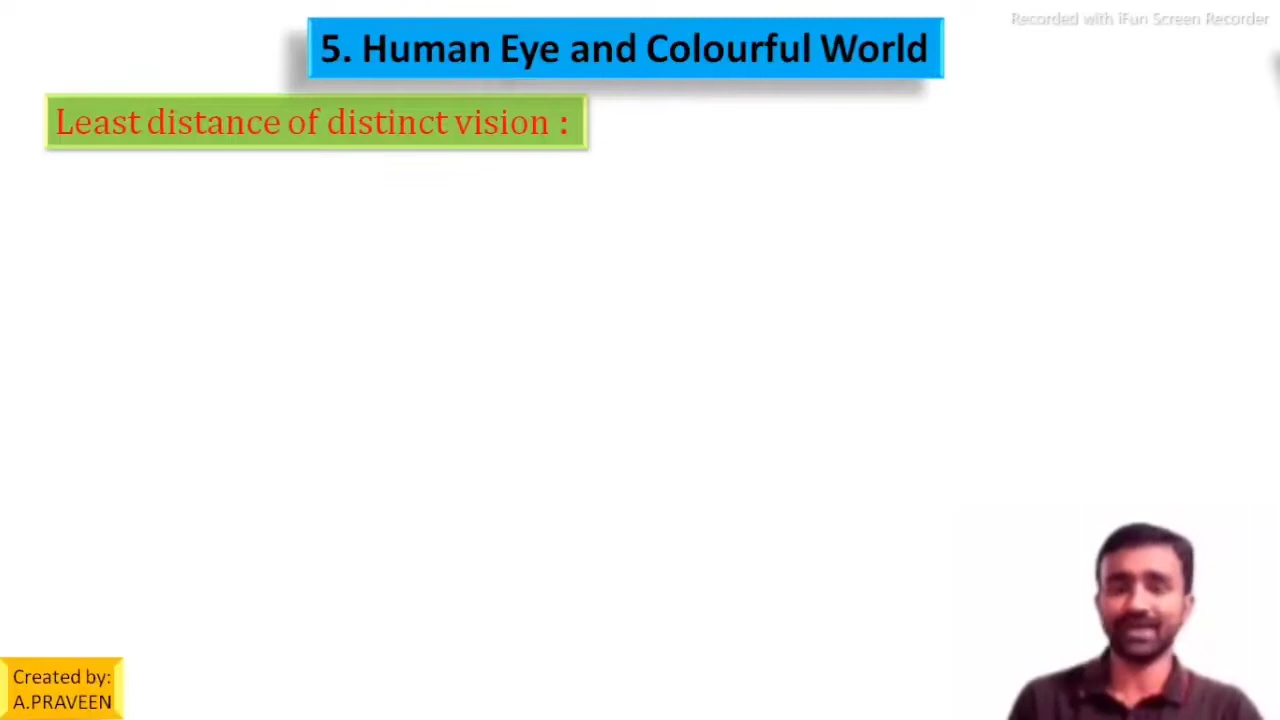 Recorded with iFun Screen Recorder
5. Human Eye and Colourful World
Least distance of distinct vision :
Created by:
A.PRAVEEN